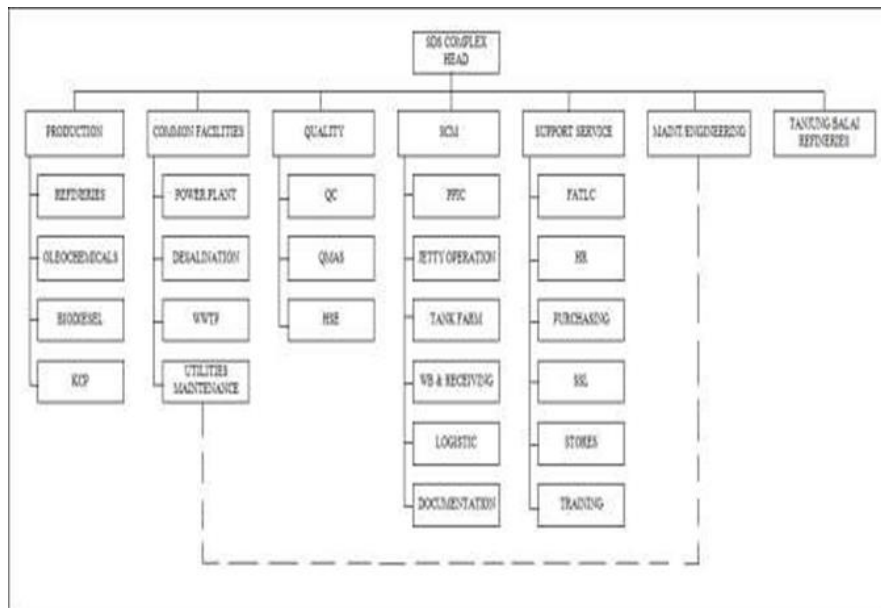 SDS COMPLEX
HEAD
PRODUCTION
COMMON FACILITIES
QUALITY
SCM
SUPPORT SERVICE
MAINT/ENGINEERING
TANJUNG BALAI
REFINERIES
REFINERIES
OLEOCHEMICALS
BIODIESEL
KCP
POWER PLANT
DESALINATION
WWTP
UTILITIES
MAINTENANCE
QC
QMAS
HSE
PPIC
JETTY OPERATION
TANK FARM
WB & RECEIVING
LOGISTIC
DOCUMENTATION
HR
PURCHASING
SSL
STORES
TRAINING